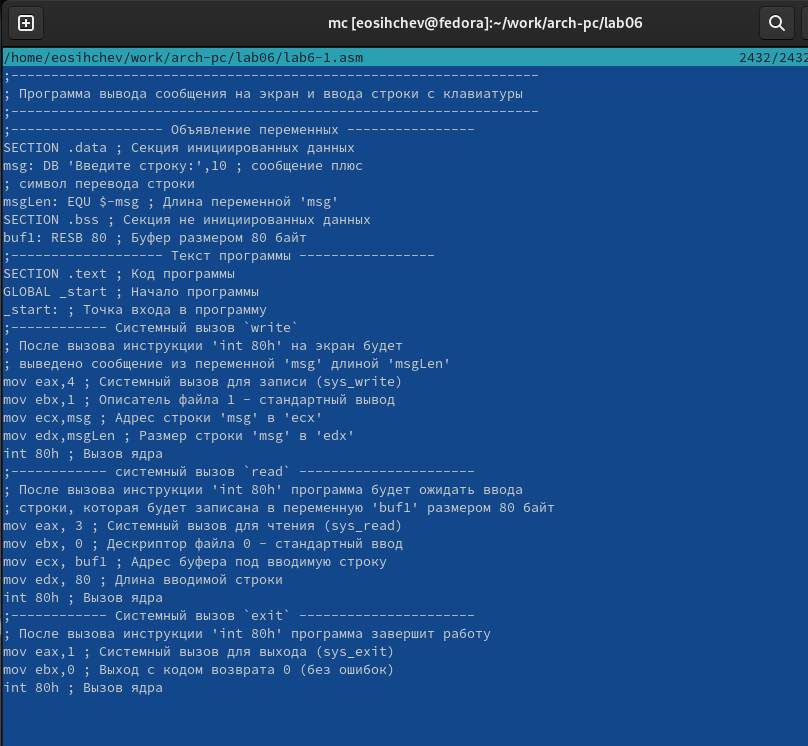 mc [eosihchev@fedora]:~/work/arch-pc/lab06
/home/eosihchev/work/arch-pc/lab06/lab6-1.asm 2432/2432
;------------------------------------------------------------------
; Программа вывода сообщения на экран и ввода строки с клавиатуры
;------------------------------------------------------------------
;------------------- Объявление переменных ----------------
SECTION .data ; Секция инициированных данных
msg: DB 'Введите строку:',10 ; сообщение плюс
; символ перевода строки
msgLen: EQU $-msg ; Длина переменной 'msg'
SECTION .bss ; Секция не инициированных данных
buf1: RESB 80 ; Буфер размером 80 байт
;------------------- Текст программы -----------------
SECTION .text ; Код программы
GLOBAL _start ; Начало программы
_start: ; Точка входа в программу
;------------ Системный вызов `write`
; После вызова инструкции 'int 80h' на экран будет
; выведено сообщение из переменной 'msg' длиной 'msgLen'
mov eax,4 ; Системный вызов для записи (sys_write)
mov ebx,1 ; Описатель файла 1 - стандартный вывод
mov ecx,msg ; Адрес строки 'msg' в 'ecx'
mov edx,msgLen ; Размер строки 'msg' в 'edx'
int 80h ; Вызов ядра
;------------ системный вызов `read` ----------------------
; После вызова инструкции 'int 80h' программа будет ожидать ввода
; строки, которая будет записана в переменную 'buf1' размером 80 байт
mov eax, 3 ; Системный вызов для чтения (sys_read)
mov ebx, 0 ; Дескриптор файла 0 - стандартный ввод
mov ecx, buf1 ; Адрес буфера под вводимую строку
mov edx, 80 ; Длина вводимой строки
int 80h ; Вызов ядра
;------------ Системный вызов `exit` ----------------------
; После вызова инструкции 'int 80h' программа завершит работу
mov eax,1 ; Системный вызов для выхода (sys_exit)
mov ebx,0 ; Выход с кодом возврата 0 (без ошибок)
int 80h ; Вызов ядра